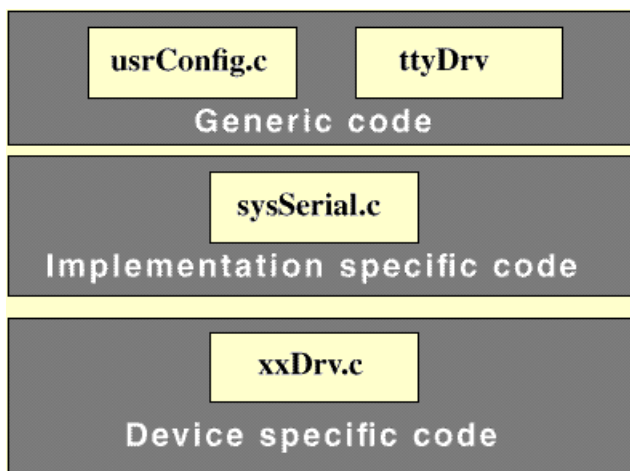 usrConfig.c ttyDrv
Generic code
sysSerial.c
Implementation specific code
xxDrv.c
Device specific code